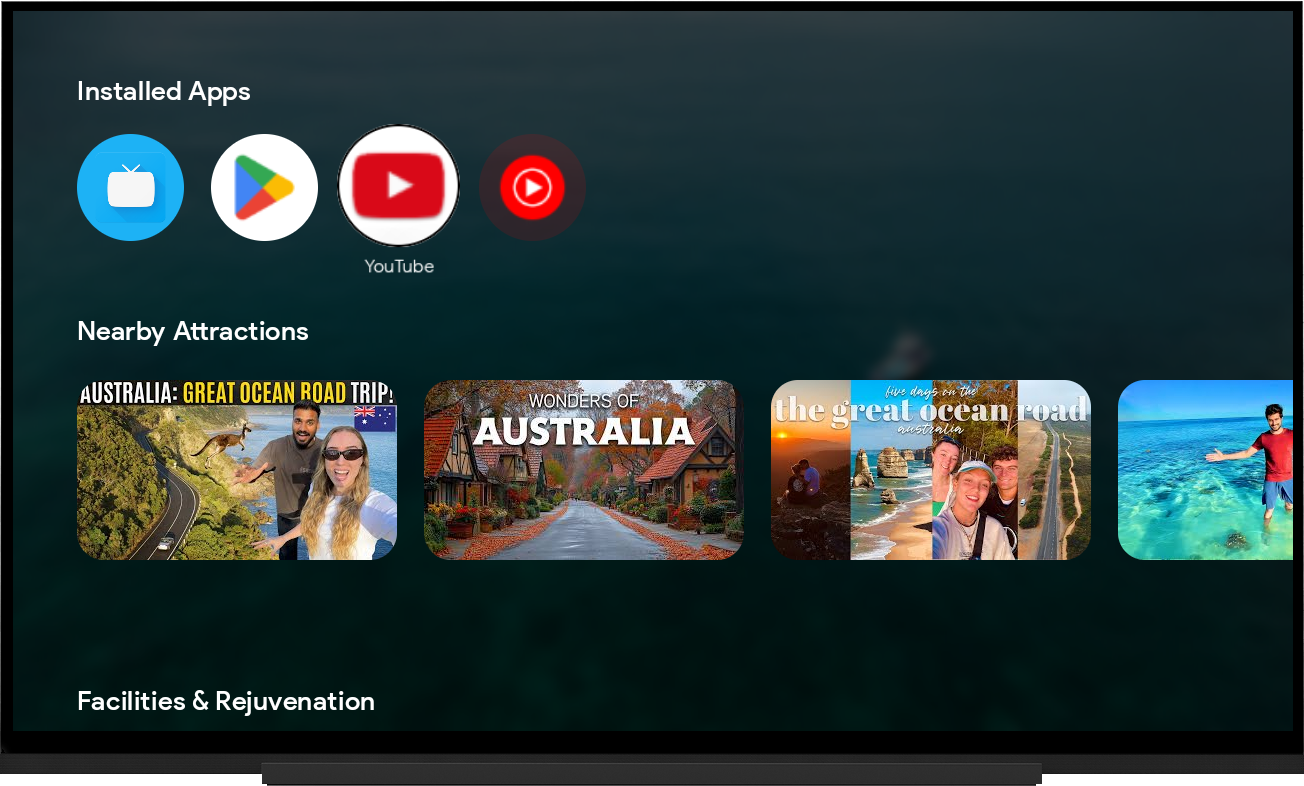 Installed Apps
YouTube
Nearby Attractions
AUSTRALIA: GREAT OCEAN ROAD TRIP!
WONDERS OF
AUSTRALIA
five days on the
the great ocean road
australia
Facilities & Rejuvenation